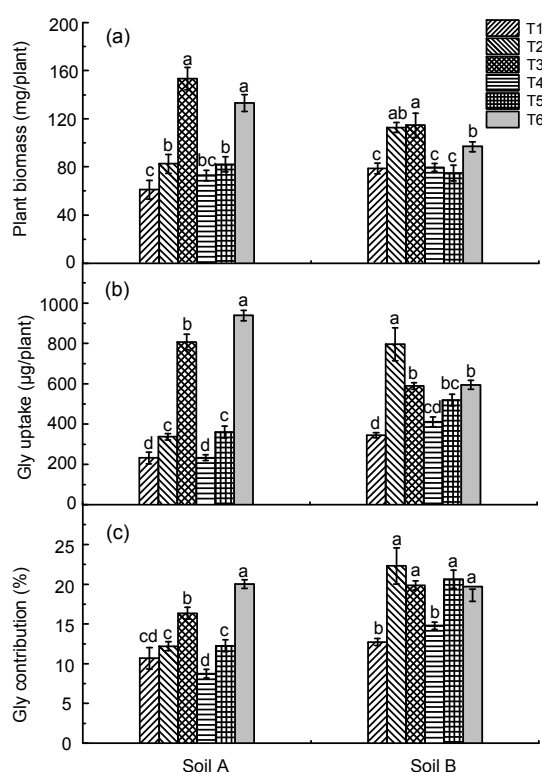 (a)
T1
T2
T3
T4
T5
T6
Plant biomass (mg/plant)
200
160
120
80
40
0
c b a bc b a
c ab a c c b
(b)
Gly uptake (μg/plant)
1000
800
600
400
200
0
d c b d c a
d a b cd bc b
(c)
Gly contribution (%)
25
20
15
10
5
0
cd c b d c a
b a a b a a
Soil A Soil B